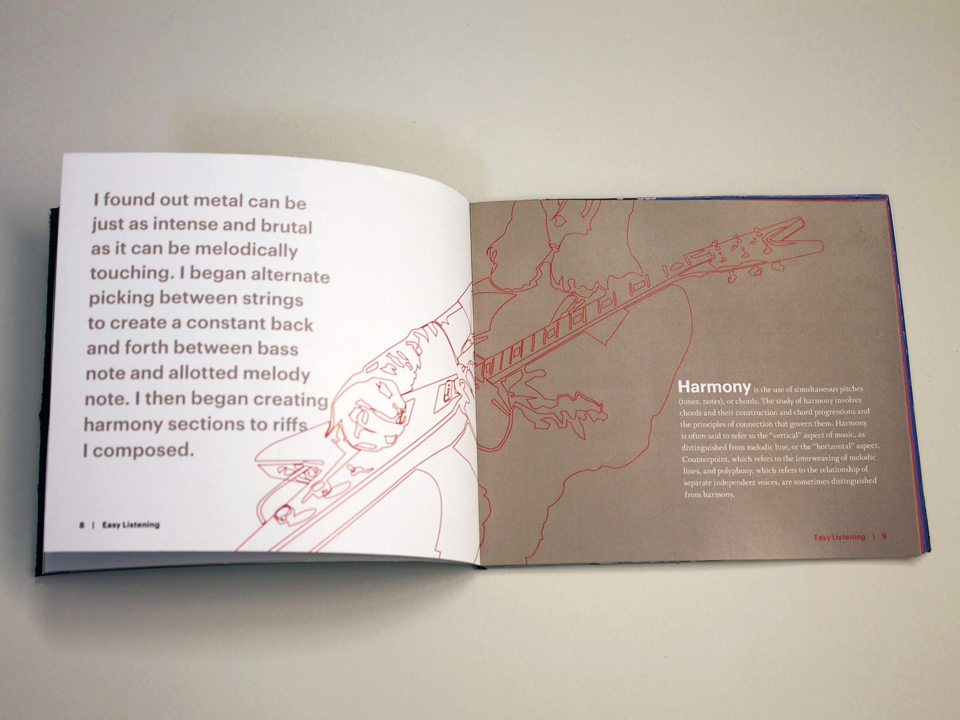 I found out metal can be
just as intense and brutal
as it can be melodically
touching. I began alternate
picking between strings
to create a constant back
and forth between bass
note and allotted melody
note. I then began creating
harmony sections to riffs
I composed.
8 | Easy Listening
Harmony is the use of simultaneous pitches
(tones, notes), or chords. The study of harmony involves
chords and their construction and chord progressions and
the principles of connection that govern them. Harmony
is often said to refer to the “vertical” aspect of music, as
distinguished from melodic line, or the “horizontal” aspect.
Counterpoint, which refers to the interweaving of melodic
lines, and polyphony, which refers to the relationship of
separate independent voices, are sometimes distinguished
from harmony.
Easy Listening | 9